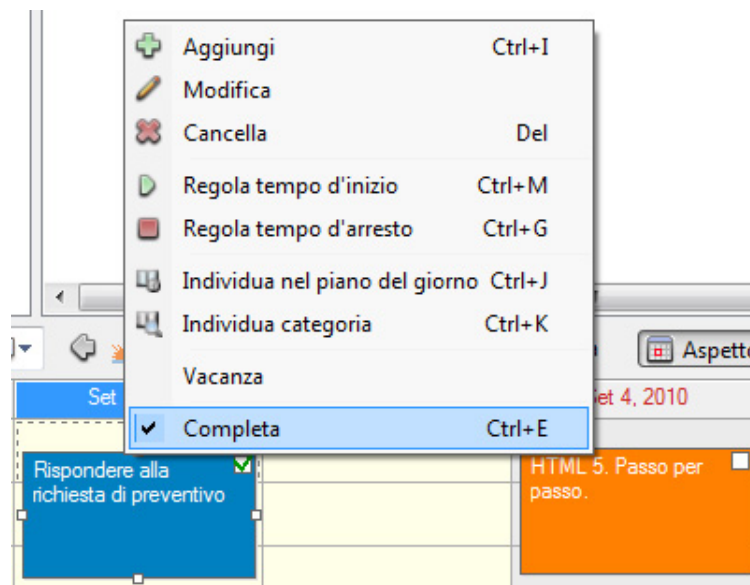 Aggiungi Ctrl+I
Modifica
Cancella Del
Regola tempo d'inizio Ctrl+M
Regola tempo d'arresto Ctrl+G
Individua nel piano del giorno Ctrl+J
Individua categoria Ctrl+K
Vacanza
Completa Ctrl+E
Aspetto
Set
Set 4, 2010
Rispondere alla
richiesta di preventivo
HTML 5. Passo per
passo.